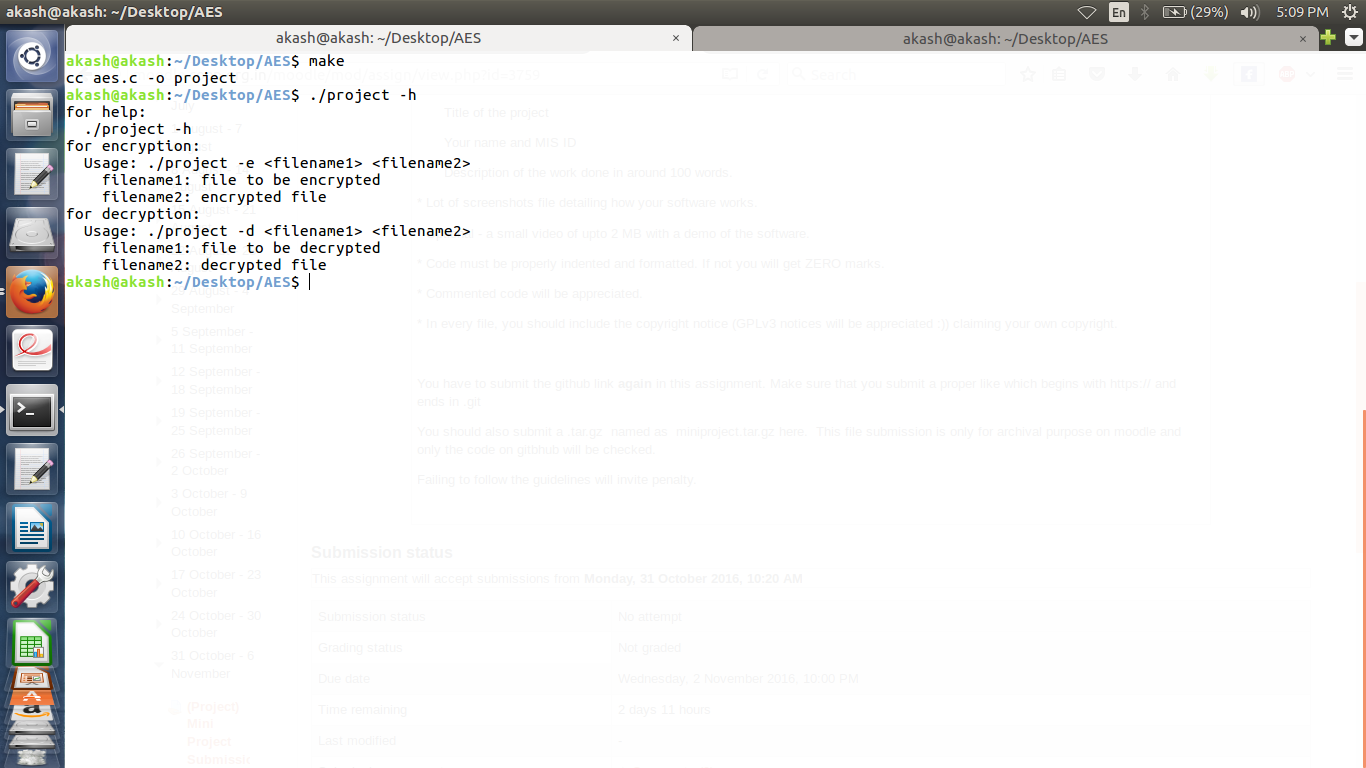 akash@akash: ~/Desktop/AES
En
(29%)
5:09 PM
akash@akash: ~/Desktop/AES ×
akash@akash: ~/Desktop/AES ×
akash@akash:~/Desktop/AES$ make
cc aes.c -o project
akash@akash:~/Desktop/AES$ ./project -h
for help:
./project -h
for encryption:
Usage: ./project -e <filename1> <filename2>
filename1: file to be encrypted
filename2: encrypted file
for decryption:
Usage: ./project -d <filename1> <filename2>
filename1: file to be decrypted
filename2: decrypted file
akash@akash:~/Desktop/AES$
Search
Title of the project
Your name and MIS ID
Description of the work done in around 100 words
* Lot of screenshots file detailing how your software works.
- a small video of upto 2 MB with a demo of the software
* Code must be properly indented and formatted. If not you will get ZERO marks
* Commented code will be appreciated.
* In every file, you should include the copyright notice (GPLv3 notices will be appreciated :)) claiming your own copyright.
You have to submit the github link again in this assignment. Make sure that you submit a proper like which begins with https:// and
ends in .git
You should also submit a .tar.gz named as miniproject.tar.gz here. This file submission is only for archival purpose on moodle and
only the code on gitbhub will be checked.
Failing to follow the guidelines will invite penalty.
September
5 September -
11 September
12 September -
18 September
19 September -
25 September
26 September -
2 October
3 October - 9
October
10 October - 16
October
17 October - 23
October
24 October - 30
October
31 October - 6
November
(Project)
Mini
Project
Submissu
Submission status
This assignment will accept submissions from Monday, 31 October 2016, 10:20 AM
Submission status No attempt
Grading status Not graded
Due date Wednesday, 2 November 2016, 10:00 PM
Time remaining 2 days 11 hours
Last modified -